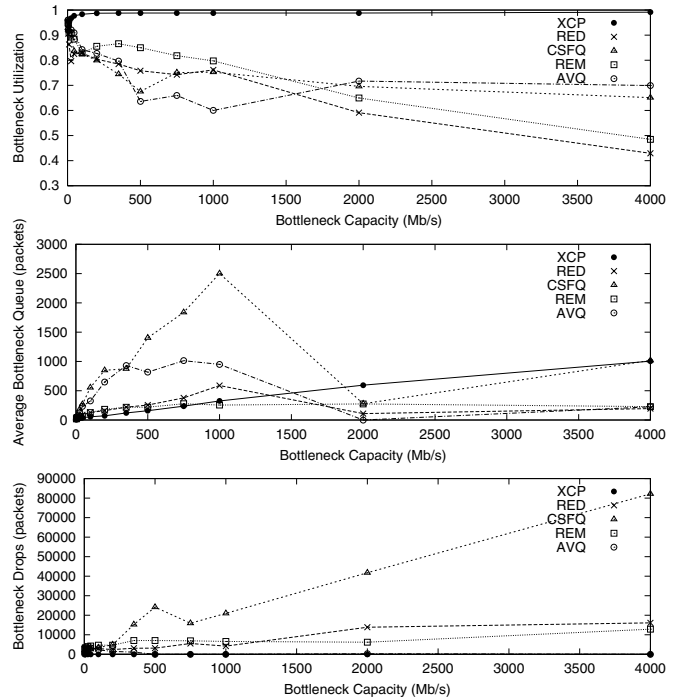 1
0.9
0.8
0.7
0.6
0.5
0.4
0.3
Bottleneck Utilization
XCP
RED
CSFQ
REM
AVQ
0 500 1000 1500 2000 2500 3000 3500 4000
Bottleneck Capacity (Mb/s)
3000
2500
2000
1500
1000
500
0
Average Bottleneck Queue (packets)
XCP
RED
CSFQ
REM
AVQ
0 500 1000 1500 2000 2500 3000 3500 4000
Bottleneck Capacity (Mb/s)
90000
80000
70000
60000
50000
40000
30000
20000
10000
0
Bottleneck Drops (packets)
XCP
RED
CSFQ
REM
AVQ
0 500 1000 1500 2000 2500 3000 3500 4000
Bottleneck Capacity (Mb/s)